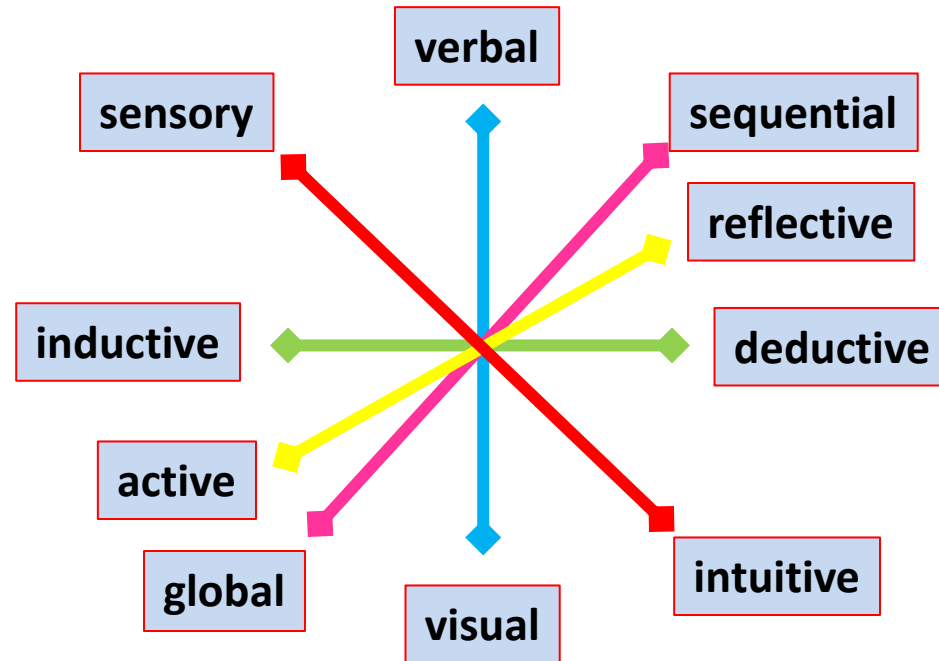 verbal
sensory
sequential
reflective
inductive
deductive
active
global
intuitive
visual